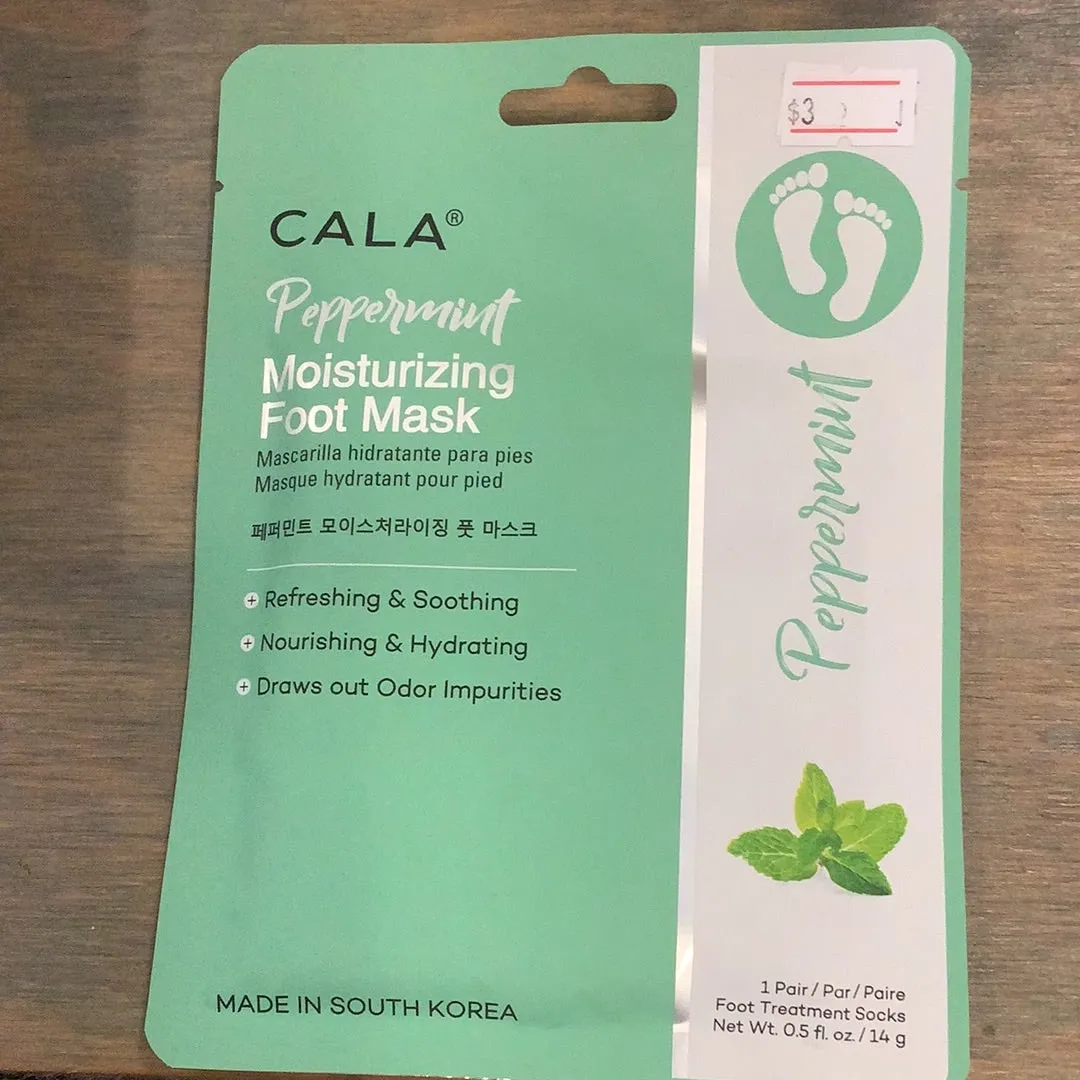 $3
CALA®
Peppermint
Moisturizing
Foot Mask
Mascarilla hidratante para pies
Masque hydratant pour pied
페퍼민트 모이스처라이징 풋 마스크
+ Refreshing & Soothing
+ Nourishing & Hydrating
+ Draws out Odor Impurities
MADE IN SOUTH KOREA
Peppermint
1 Pair / Par / Paire
Foot Treatment Socks
Net Wt. 0.5 fl. oz. / 14 g